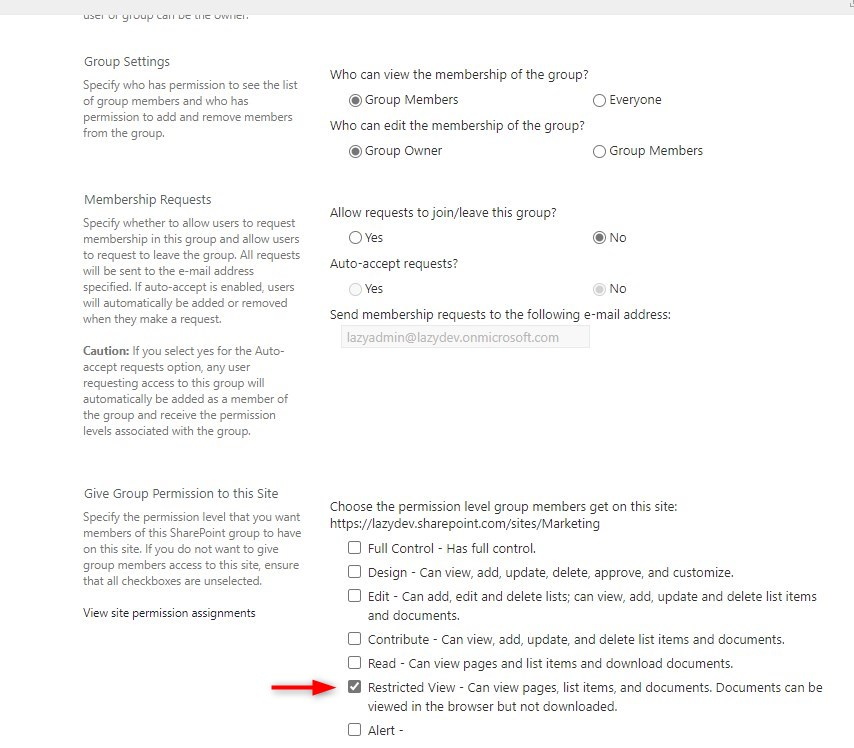 user or group can be the owner.
Group Settings
Specify who has permission to see the list
of group members and who has
permission to add and remove members
from the group.
Who can view the membership of the group?
Group Members
Everyone
Who can edit the membership of the group?
Group Owner
Group Members
Membership Requests
Specify whether to allow users to request
membership in this group and allow users
to request to leave the group. All requests
will be sent to the e-mail address
specified. If auto-accept is enabled, users
will automatically be added or removed
when they make a request.
Caution: If you select yes for the Auto-
accept requests option, any user
requesting access to this group will
automatically be added as a member of
the group and receive the permission
levels associated with the group.
Allow requests to join/leave this group?
Yes
No
Auto-accept requests?
Yes
No
Send membership requests to the following e-mail address:
lazyadmin@lazydev.onmicrosoft.com
Give Group Permission to this Site
Specify the permission level that you want
members of this SharePoint group to have
on this site. If you do not want to give
group members access to this site, ensure
that all checkboxes are unselected.
View site permission assignments
Choose the permission level group members get on this site:
https://lazydev.sharepoint.com/sites/Marketing
Full Control - Has full control.
Design - Can view, add, update, delete, approve, and customize.
Edit - Can add, edit and delete lists; can view, add, update and delete list items
and documents.
Contribute - Can view, add, update, and delete list items and documents.
Read - Can view pages and list items and download documents.
Restricted View - Can view pages, list items, and documents. Documents can be
viewed in the browser but not downloaded.
Alert -